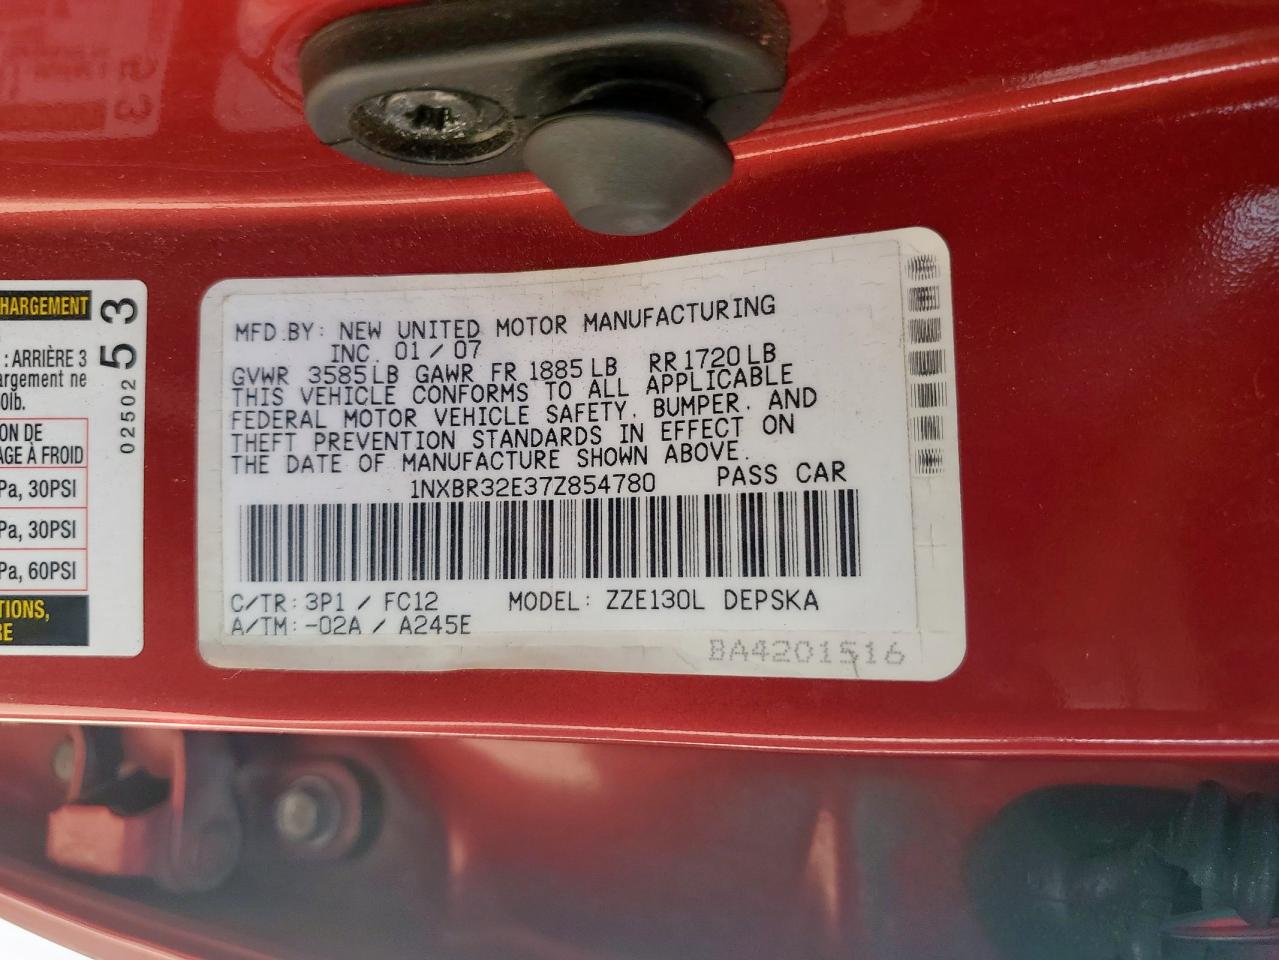 HARGEMENT
: ARRIÈRE 3
argement ne
0lb.
ON DE
AGE À FROID
Pa, 30PSI
Pa, 30PSI
Pa, 60PSI
TIONS,
RE
02502 53
MFD.BY: NEW UNITED MOTOR MANUFACTURING
INC. 01/07
GVWR 3585LB GAWR FR 1885LB RR1720LB
THIS VEHICLE CONFORMS TO ALL APPLICABLE
FEDERAL MOTOR VEHICLE SAFETY, BUMPER, AND
THEFT PREVENTION STANDARDS IN EFFECT ON
THE DATE OF MANUFACTURE SHOWN ABOVE.
1NXBR32E37Z854780 PASS CAR
C/TR: 3P1 / FC12 MODEL: ZZE130L DEPSKA
A/TM: -02A / A245E
BA4201516